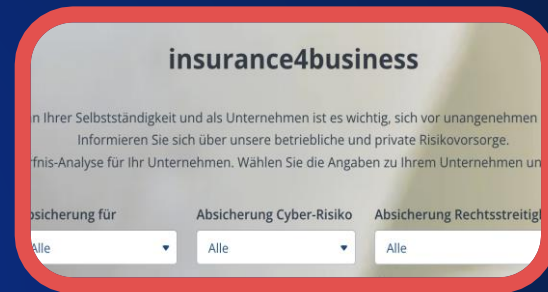 insurance4business
Ihrer Selbstständigkeit und als Unternehmen ist es wichtig, sich vor unangenehmen
Informieren Sie sich über unsere betriebliche und private Risikovorsorge.
rfnis-Analyse für Ihr Unternehmen. Wählen Sie die Angaben zu Ihrem Unternehmen un
bsicherung für Absicherung Cyber-Risiko Absicherung Rechtsstreitigk
Alle Alle Alle